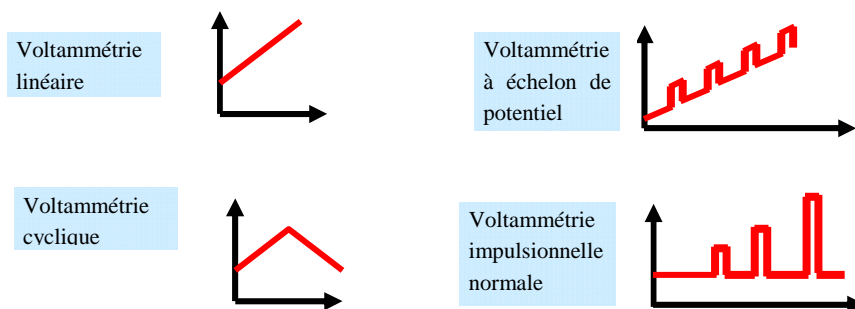 Voltammétrie
linéaire
Voltammétrie
à échelon de
potentiel
Voltammétrie
cyclique
Voltammétrie
impulsionnelle
normale